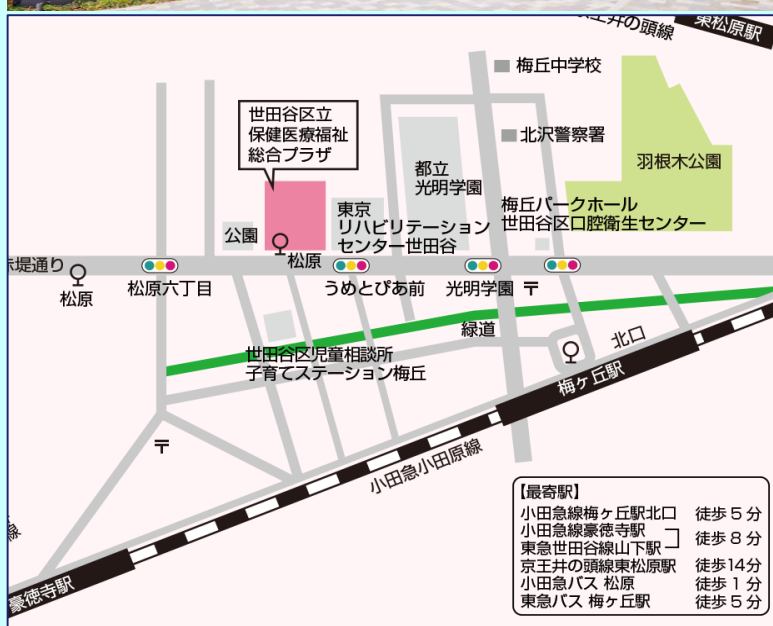 井の頭線
東松原駅
梅丘中学校
世田谷区立
保健医療福祉
総合プラザ
北沢警察署
都立
光明学園
羽根木公園
公園
東京
リハビリテーション
センター世田谷
梅丘パークホール
世田谷区口腔衛生センター
松原
赤堤通り
松原
松原六丁目
うめとぴあ前
光明学園
〒
緑道
世田谷区児童相談所
子育てステーション梅丘
北口
梅ヶ丘駅
〒
小田急小田原線
線
豪徳寺駅
【最寄駅】
小田急線梅ヶ丘駅北口 徒歩5分
小田急線豪徳寺駅
東急世田谷線山下駅 徒歩8分
京王井の頭線東松原駅 徒歩14分
小田急バス 松原 徒歩1分
東急バス 梅ヶ丘駅 徒歩5分